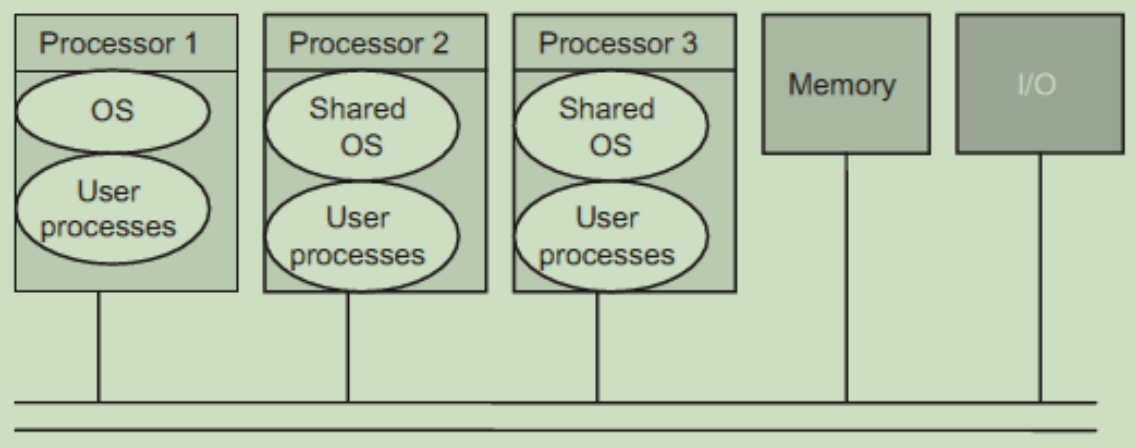 Processor 1
OS
User
processes
Processor 2
Shared
OS
User
processes
Processor 3
Shared
OS
User
processes
Memory
I/O